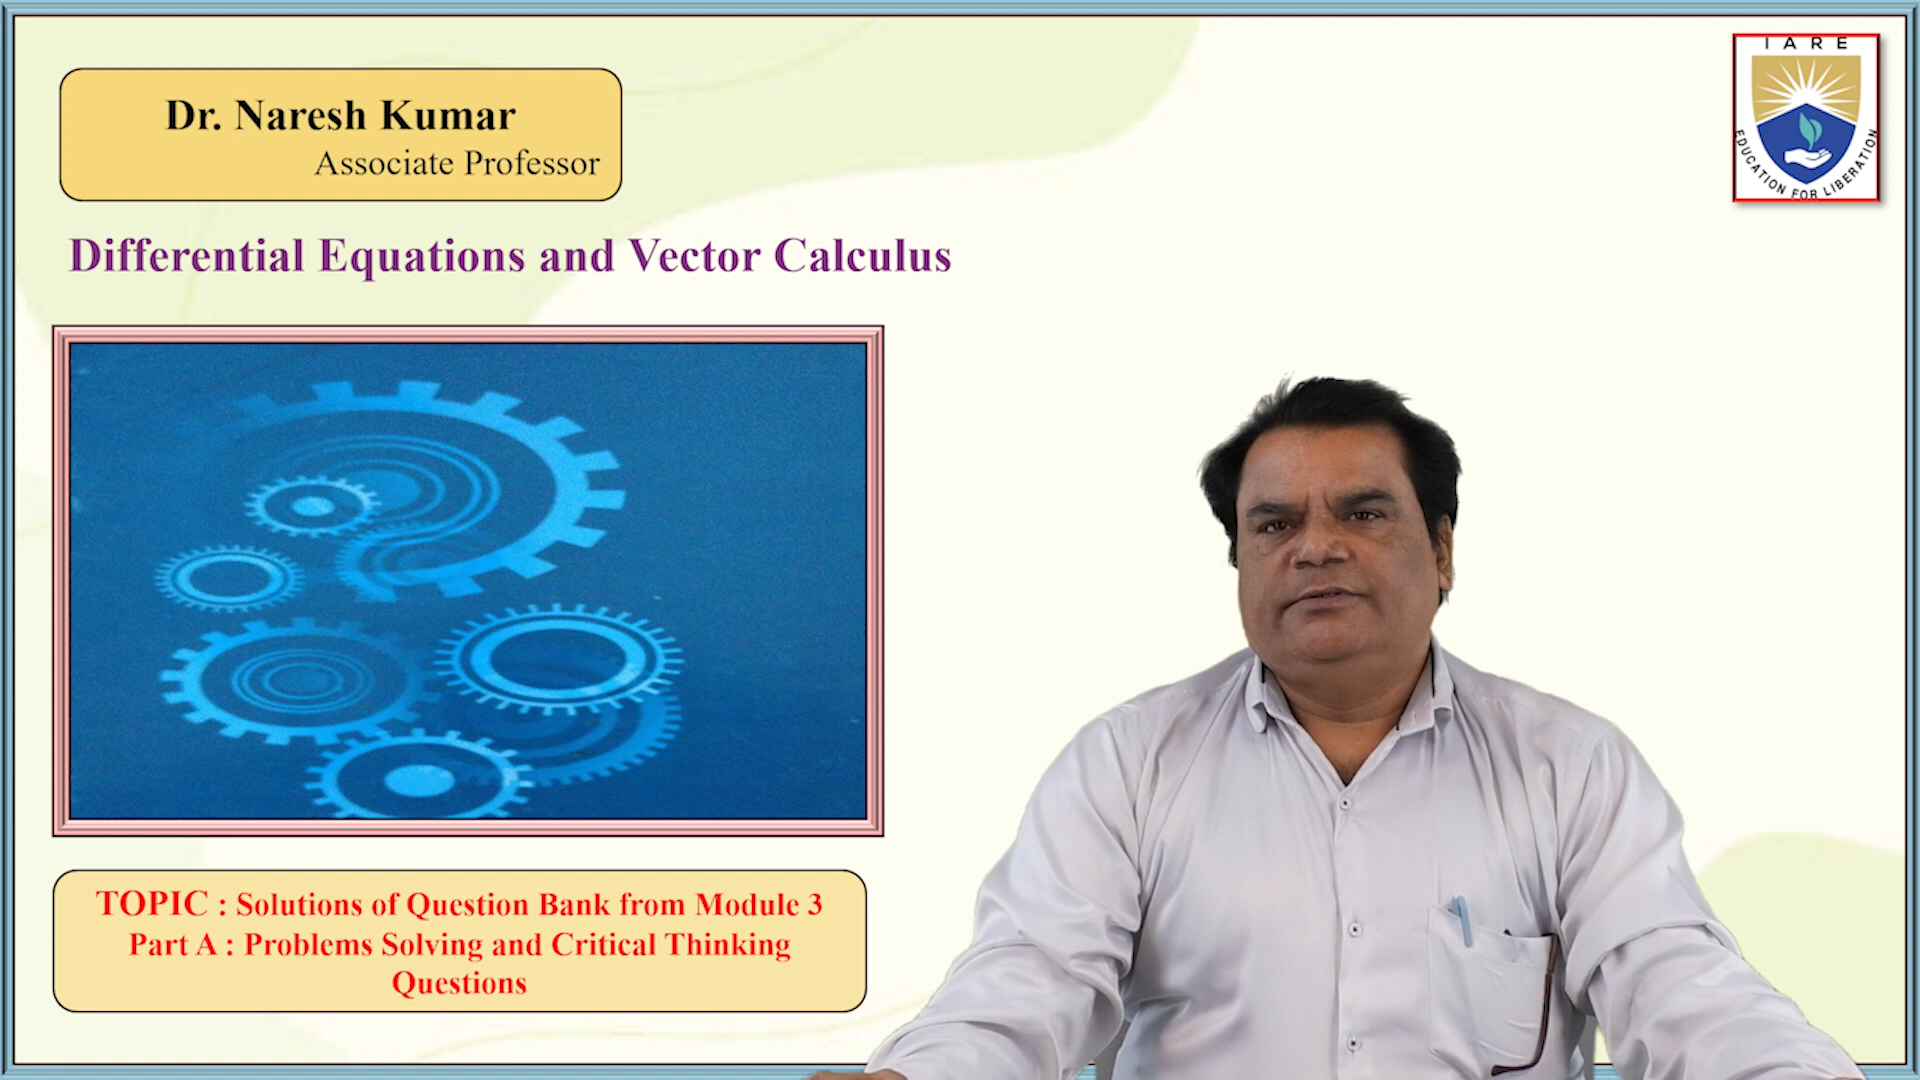 Dr. Naresh Kumar
Associate Professor
I A R E
EDUCATION FOR LIBERATION
Differential Equations and Vector Calculus
TOPIC : Solutions of Question Bank from Module 3
Part A : Problems Solving and Critical Thinking
Questions